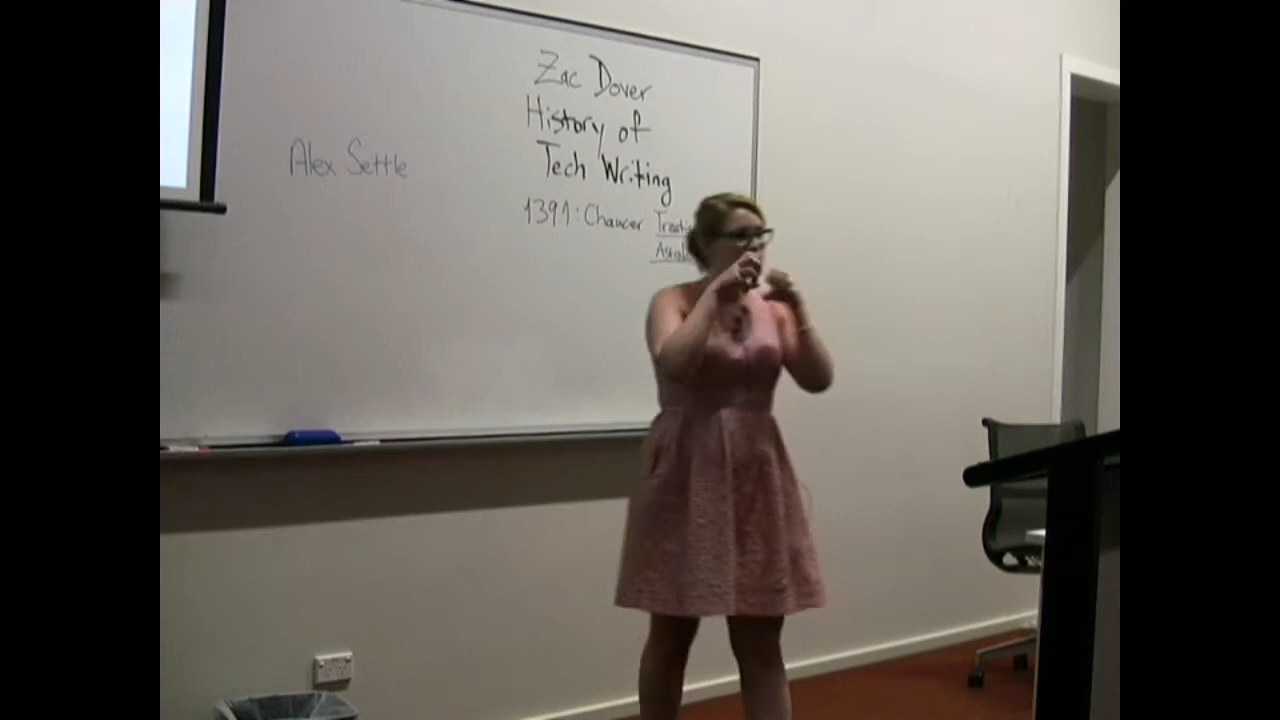 Alex Settle
Zac Dover
History of
Tech Writing
1391: Chaucer